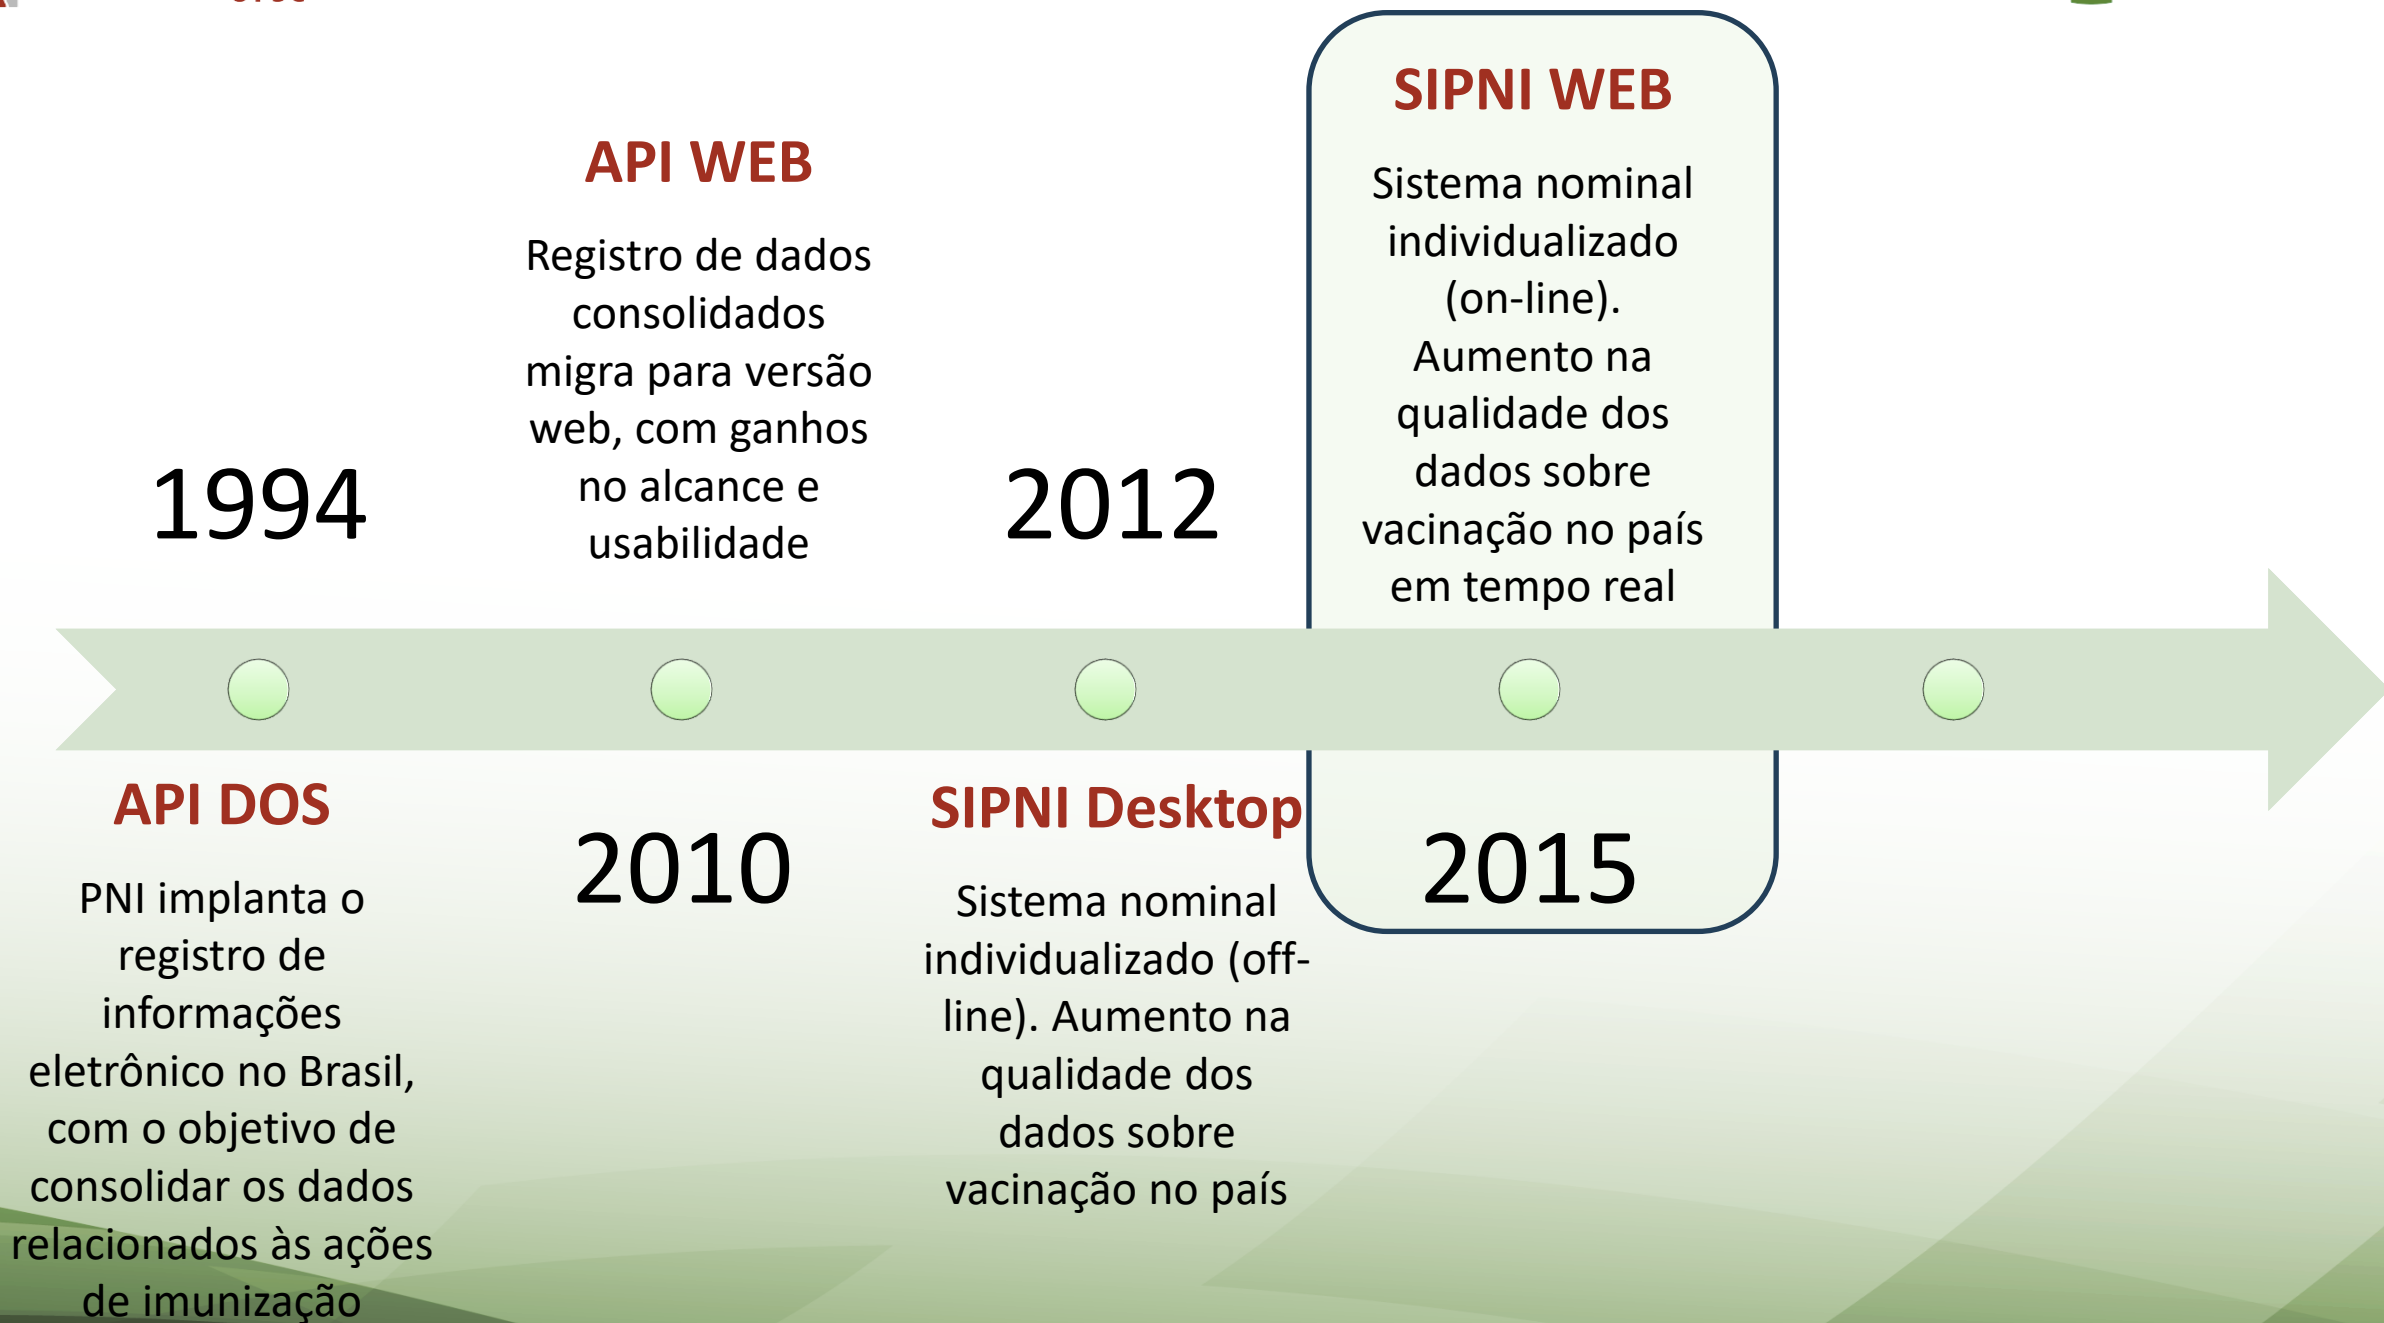 SIPNI WEB
Sistema nominal
individualizado
(on-line).
Aumento na
qualidade dos
dados sobre
vacinação no país
em tempo real
API WEB
Registro de dados
consolidados
migra para versão
web, com ganhos
no alcance e
usabilidade
1994
2012
API DOS
PNI implanta o
registro de
informações
eletrônico no Brasil,
com o objetivo de
consolidar os dados
relacionados às ações
de imunização
2010
SIPNI Desktop
Sistema nominal
individualizado (off-
line). Aumento na
qualidade dos
dados sobre
vacinação no país
2015